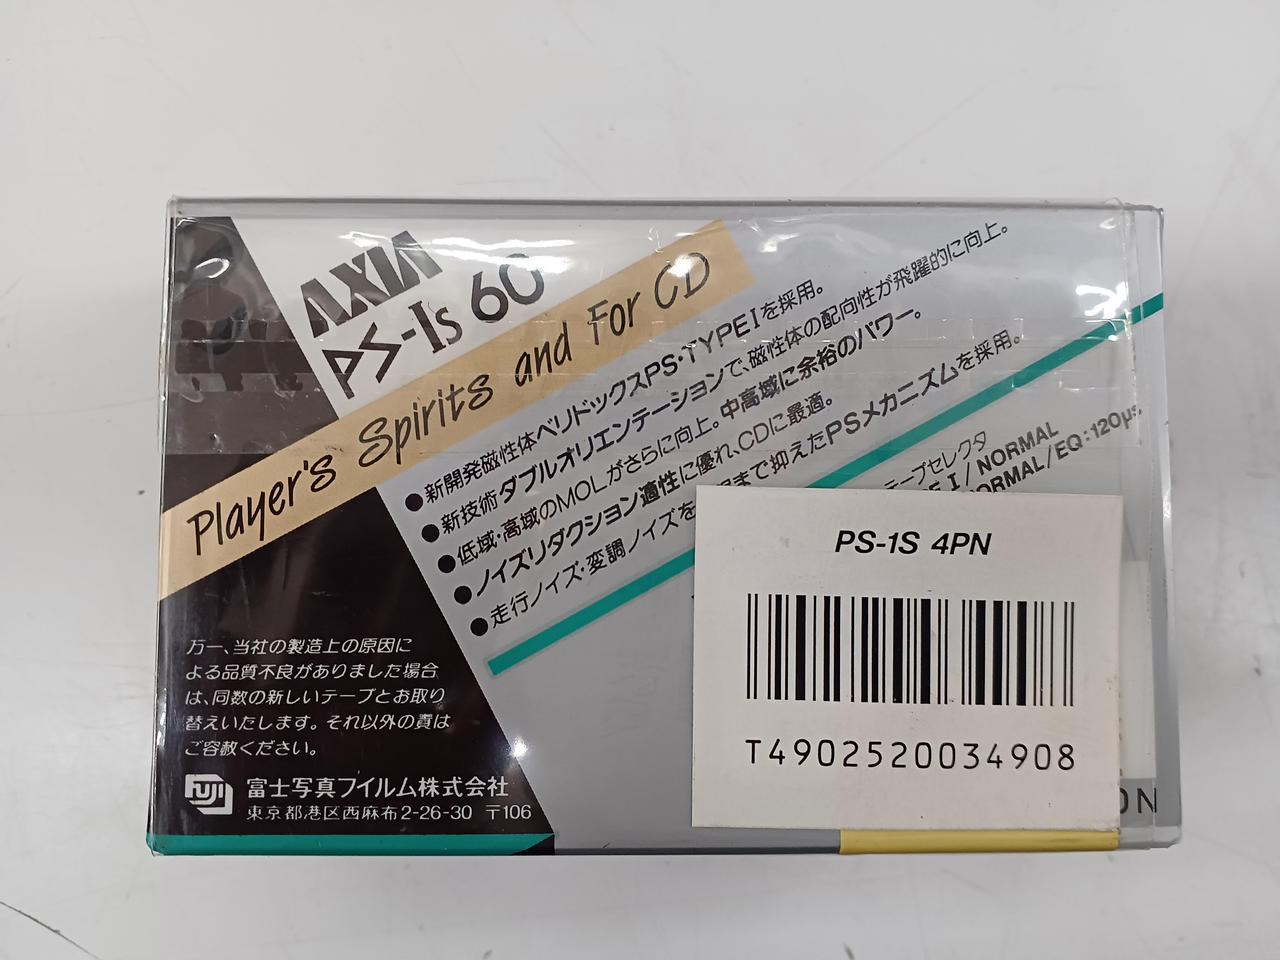 AXIA
PS-Is 60
Player's Spirits and For CD
●新開発磁性体ベリドックスPS・TYPEⅠを採用。
●新技術ダブルオリエンテーションで、磁性体の配向性が飛躍的に向上。
●低域・高域のMOLがさらに向上。中高域に余裕のパワー。
●ノイズリダクション適性に優れ、CDに最適。
●走行ノイズ・変調ノイズを まで抑えたPSメカニズムを採用。
テープセレクタ
E I/NORMAL
ORMAL/EQ:120μs
PS-1S 4PN
T4902520034908
万一、当社の製造上の原因に
よる品質不良がありました場合
は、同数の新しいテープとお取り
替えいたします。それ以外の責は
ご容赦ください。
FUJI
富士写真フイルム株式会社
東京都港区西麻布2-26-30 〒106
ON